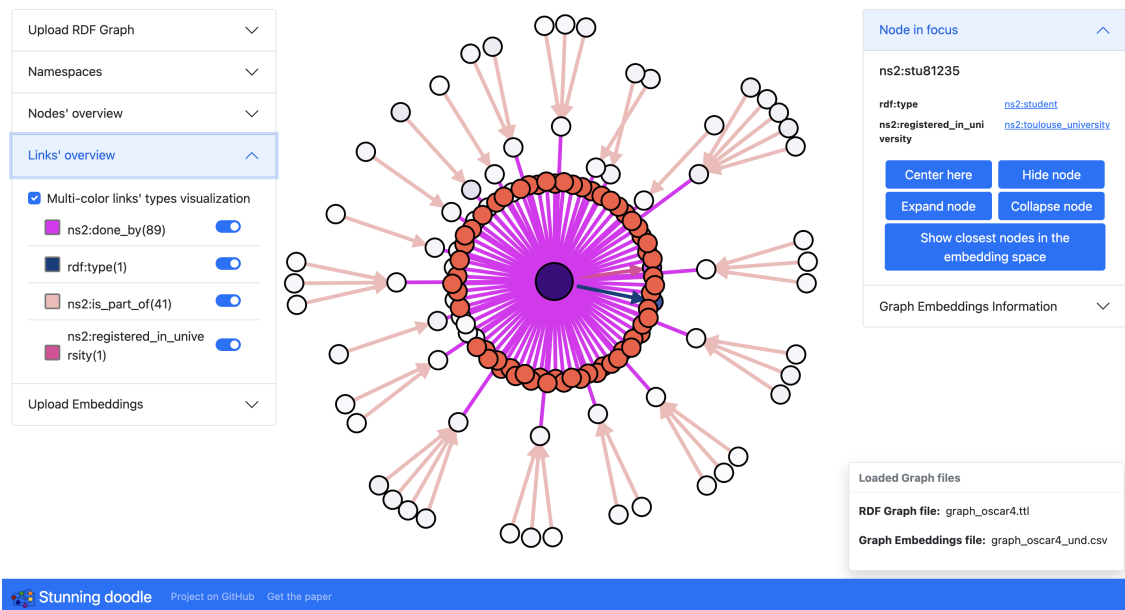 Upload RDF Graph
Namespaces
Nodes' overview
Links' overview
Multi-color links' types visualization
ns2:done_by(89)
rdf:type(1)
ns2:is_part_of(41)
ns2:registered_in_unive
rsity(1)
Upload Embeddings
Node in focus
ns2:stu81235
rdf:type ns2:student
ns2:registered_in_uni ns2:toulouse_university
versity
Center here Hide node
Expand node Collapse node
Show closest nodes in the
embedding space
Graph Embeddings Information
Loaded Graph files
RDF Graph file: graph_oscar4.ttl
Graph Embeddings file: graph_oscar4_und.csv
Stunning doodle Project on GitHub Get the paper